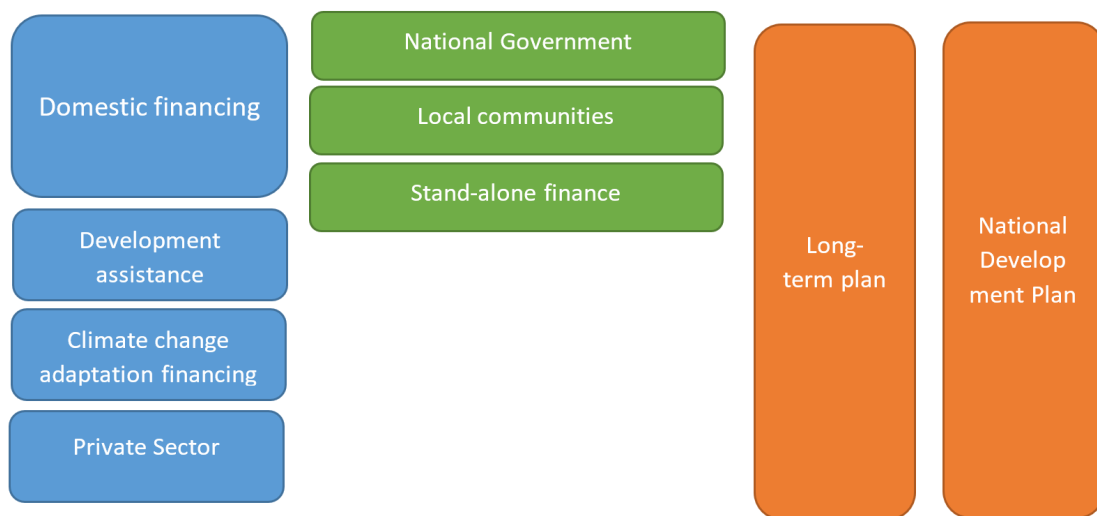 Domestic financing
National Government
Local communities
Stand-alone finance
Development
assistance
Climate change
adaptation financing
Private Sector
Long-
term plan
National
Develop
ment Plan